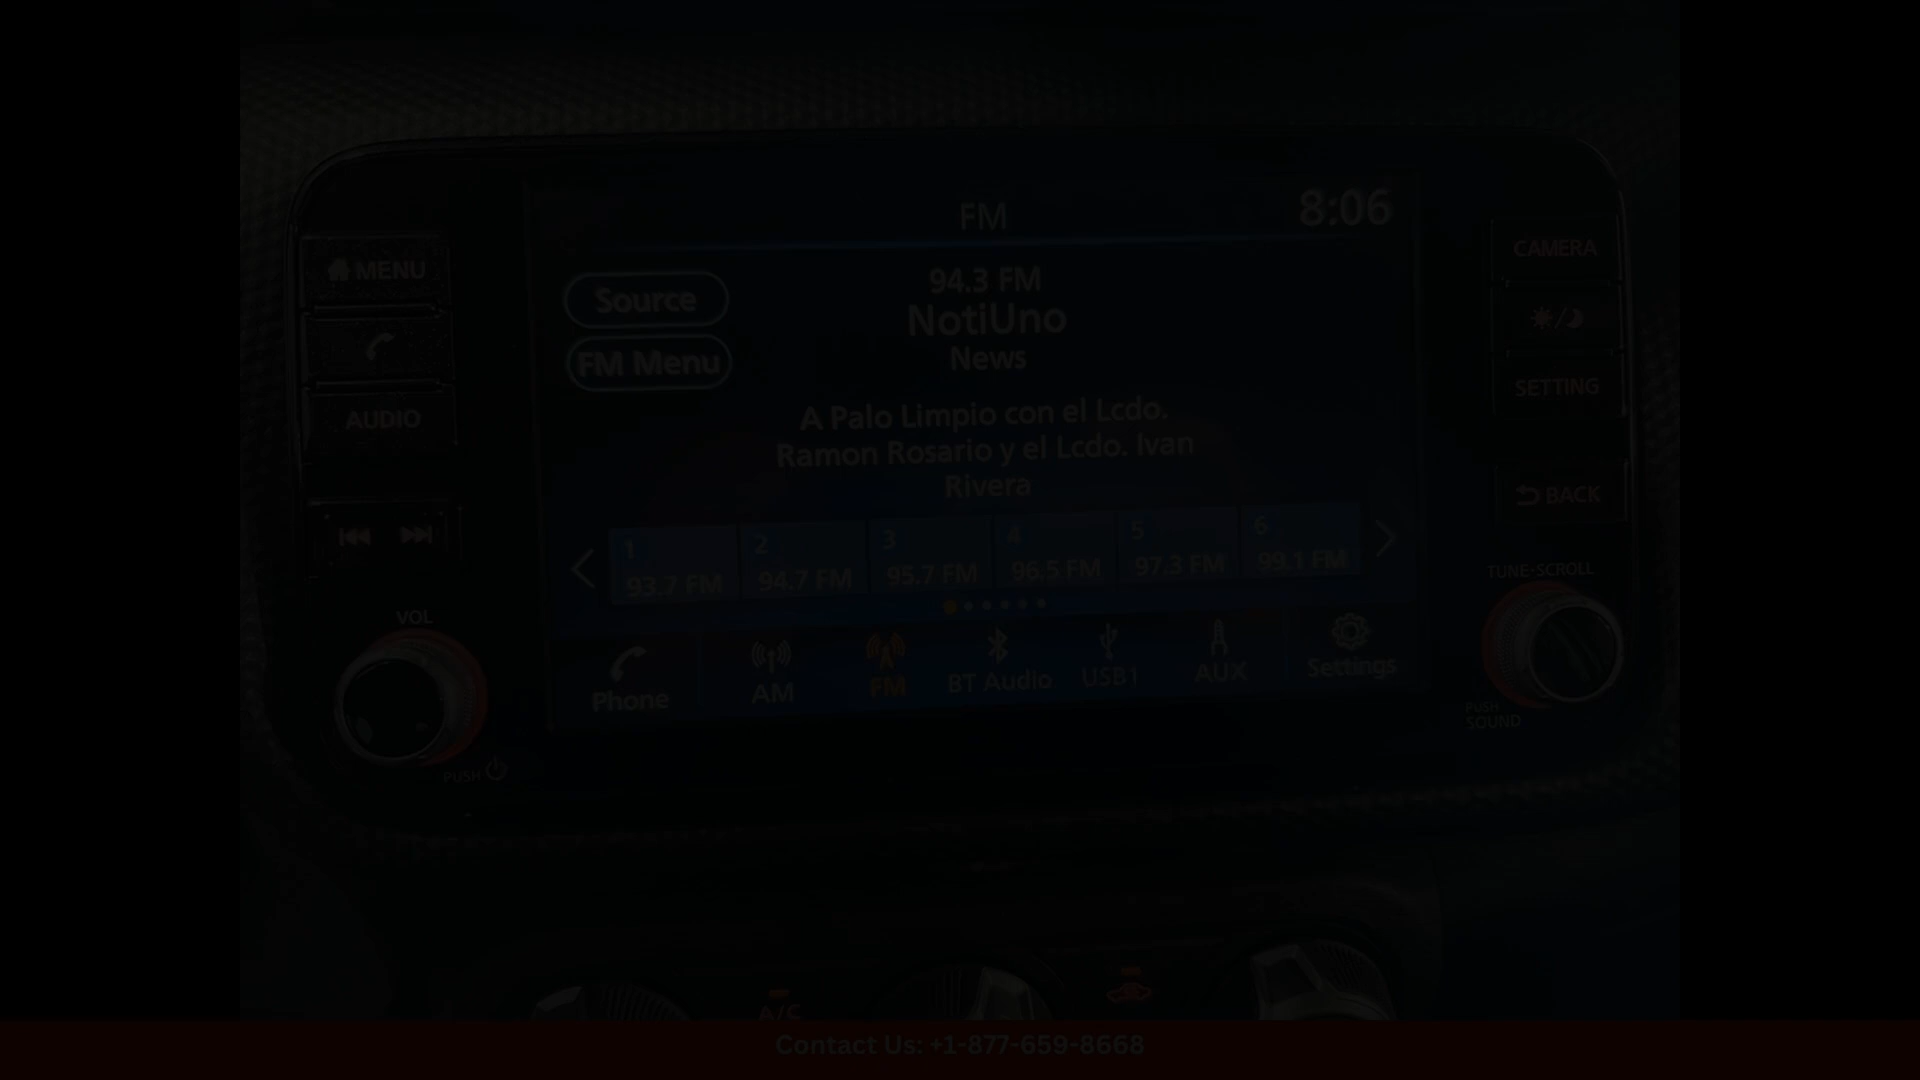 FM
8:06
94.3 FM
NotiUno
News
Source
FM Menu
A Palo Limpio con el Lcdo.
Ramon Rosario y el Lcdo. Ivan
Rivera
1
93.7 FM
2
94.7 FM
3
95.7 FM
4
96.5 FM
5
97.3 FM
6
99.1 FM
Phone
AM
FM
BT Audio
USB1
AUX
Settings
MENU
AUDIO
VOL
PUSH
CAMERA
SETTING
BACK
TUNE-SCROLL
PUSH
SOUND
A/C
Contact Us: +1-877-659-8668